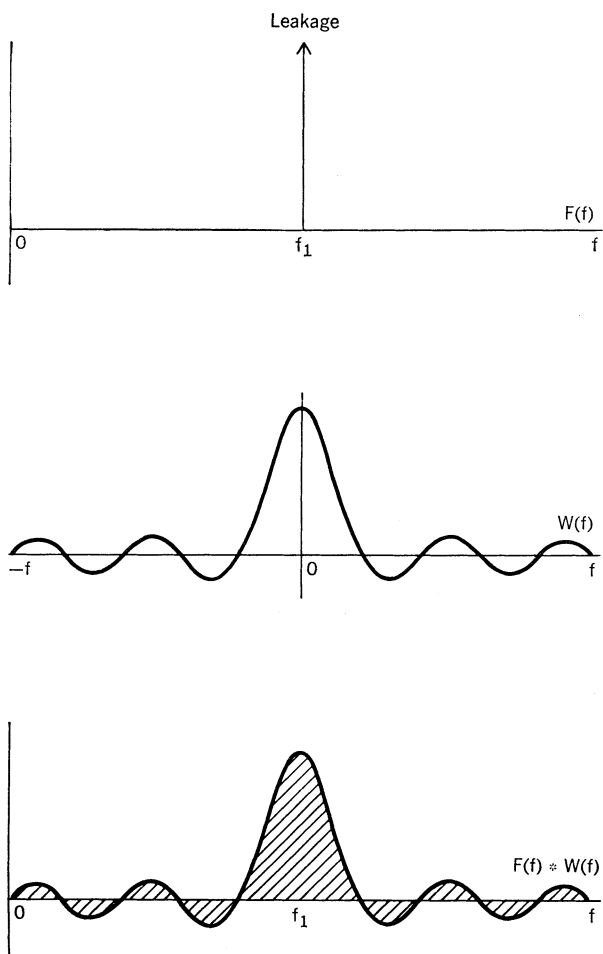 Leakage
F(f)
0 f₁ f
W(f)
—f 0 f
F(f) * W(f)
0 f₁ f